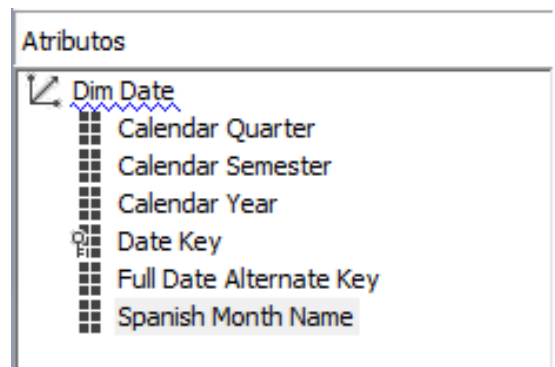 Atributos
Dim Date
Calendar Quarter
Calendar Semester
Calendar Year
Date Key
Full Date Alternate Key
Spanish Month Name